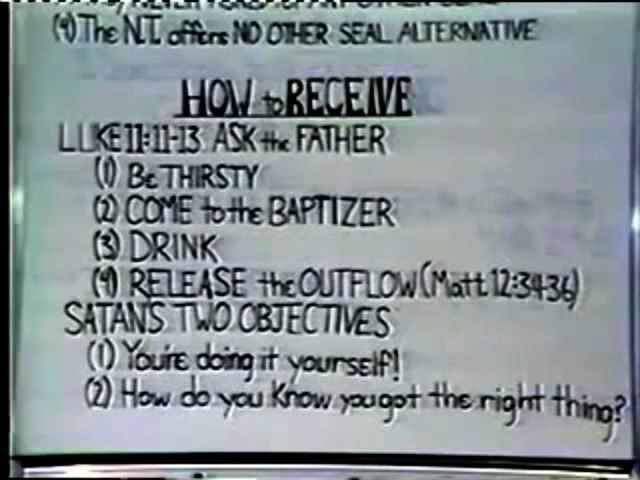 (4) The N.T. offers NO OTHER SEAL ALTERNATIVE
HOW to RECEIVE
LUKE 11:11-13 ASK the FATHER
(1) Be THIRSTY
(2) COME to the BAPTIZER
(3) DRINK
(4) RELEASE the OUTFLOW (Matt. 12:34-36)
SATAN'S TWO OBJECTIVES
(1) You're doing it yourself!
(2) How do you Know you got the right thing?